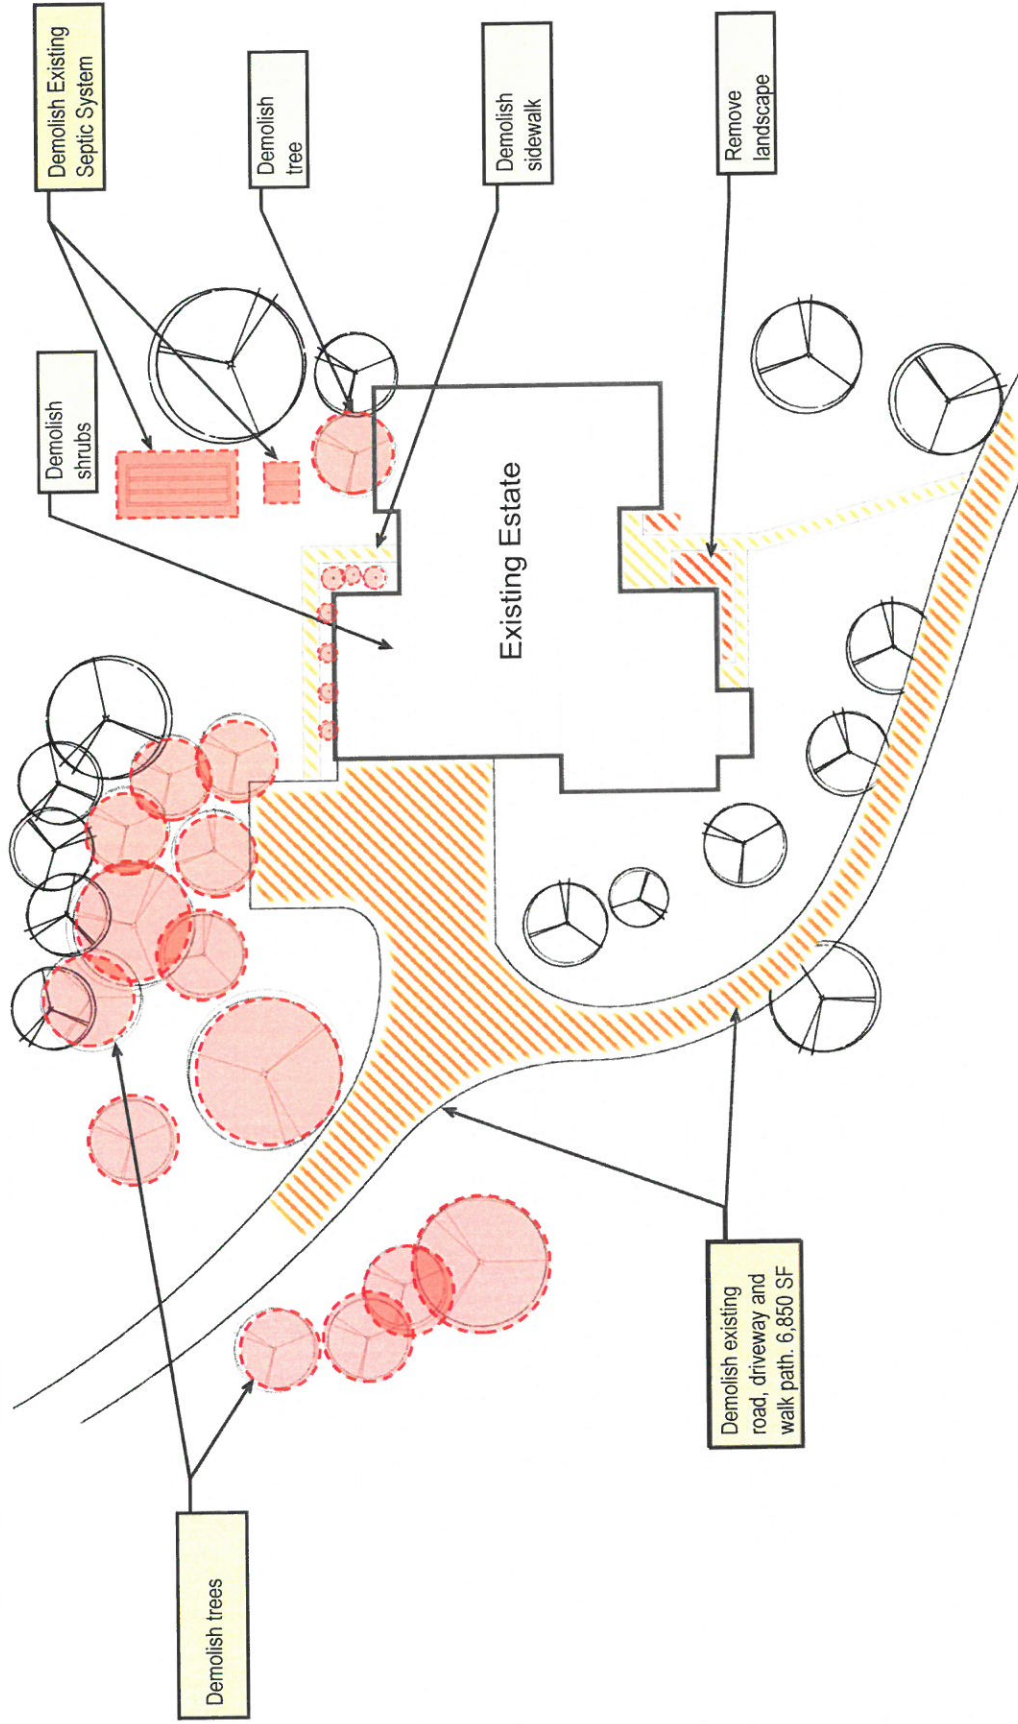 Demolish Existing
Septic System
Demolish
tree
Demolish
sidewalk
Remove
landscape
Demolish
shrubs
Existing Estate
Demolish existing
road, driveway and
walk path. 6,850 SF
Demolish trees